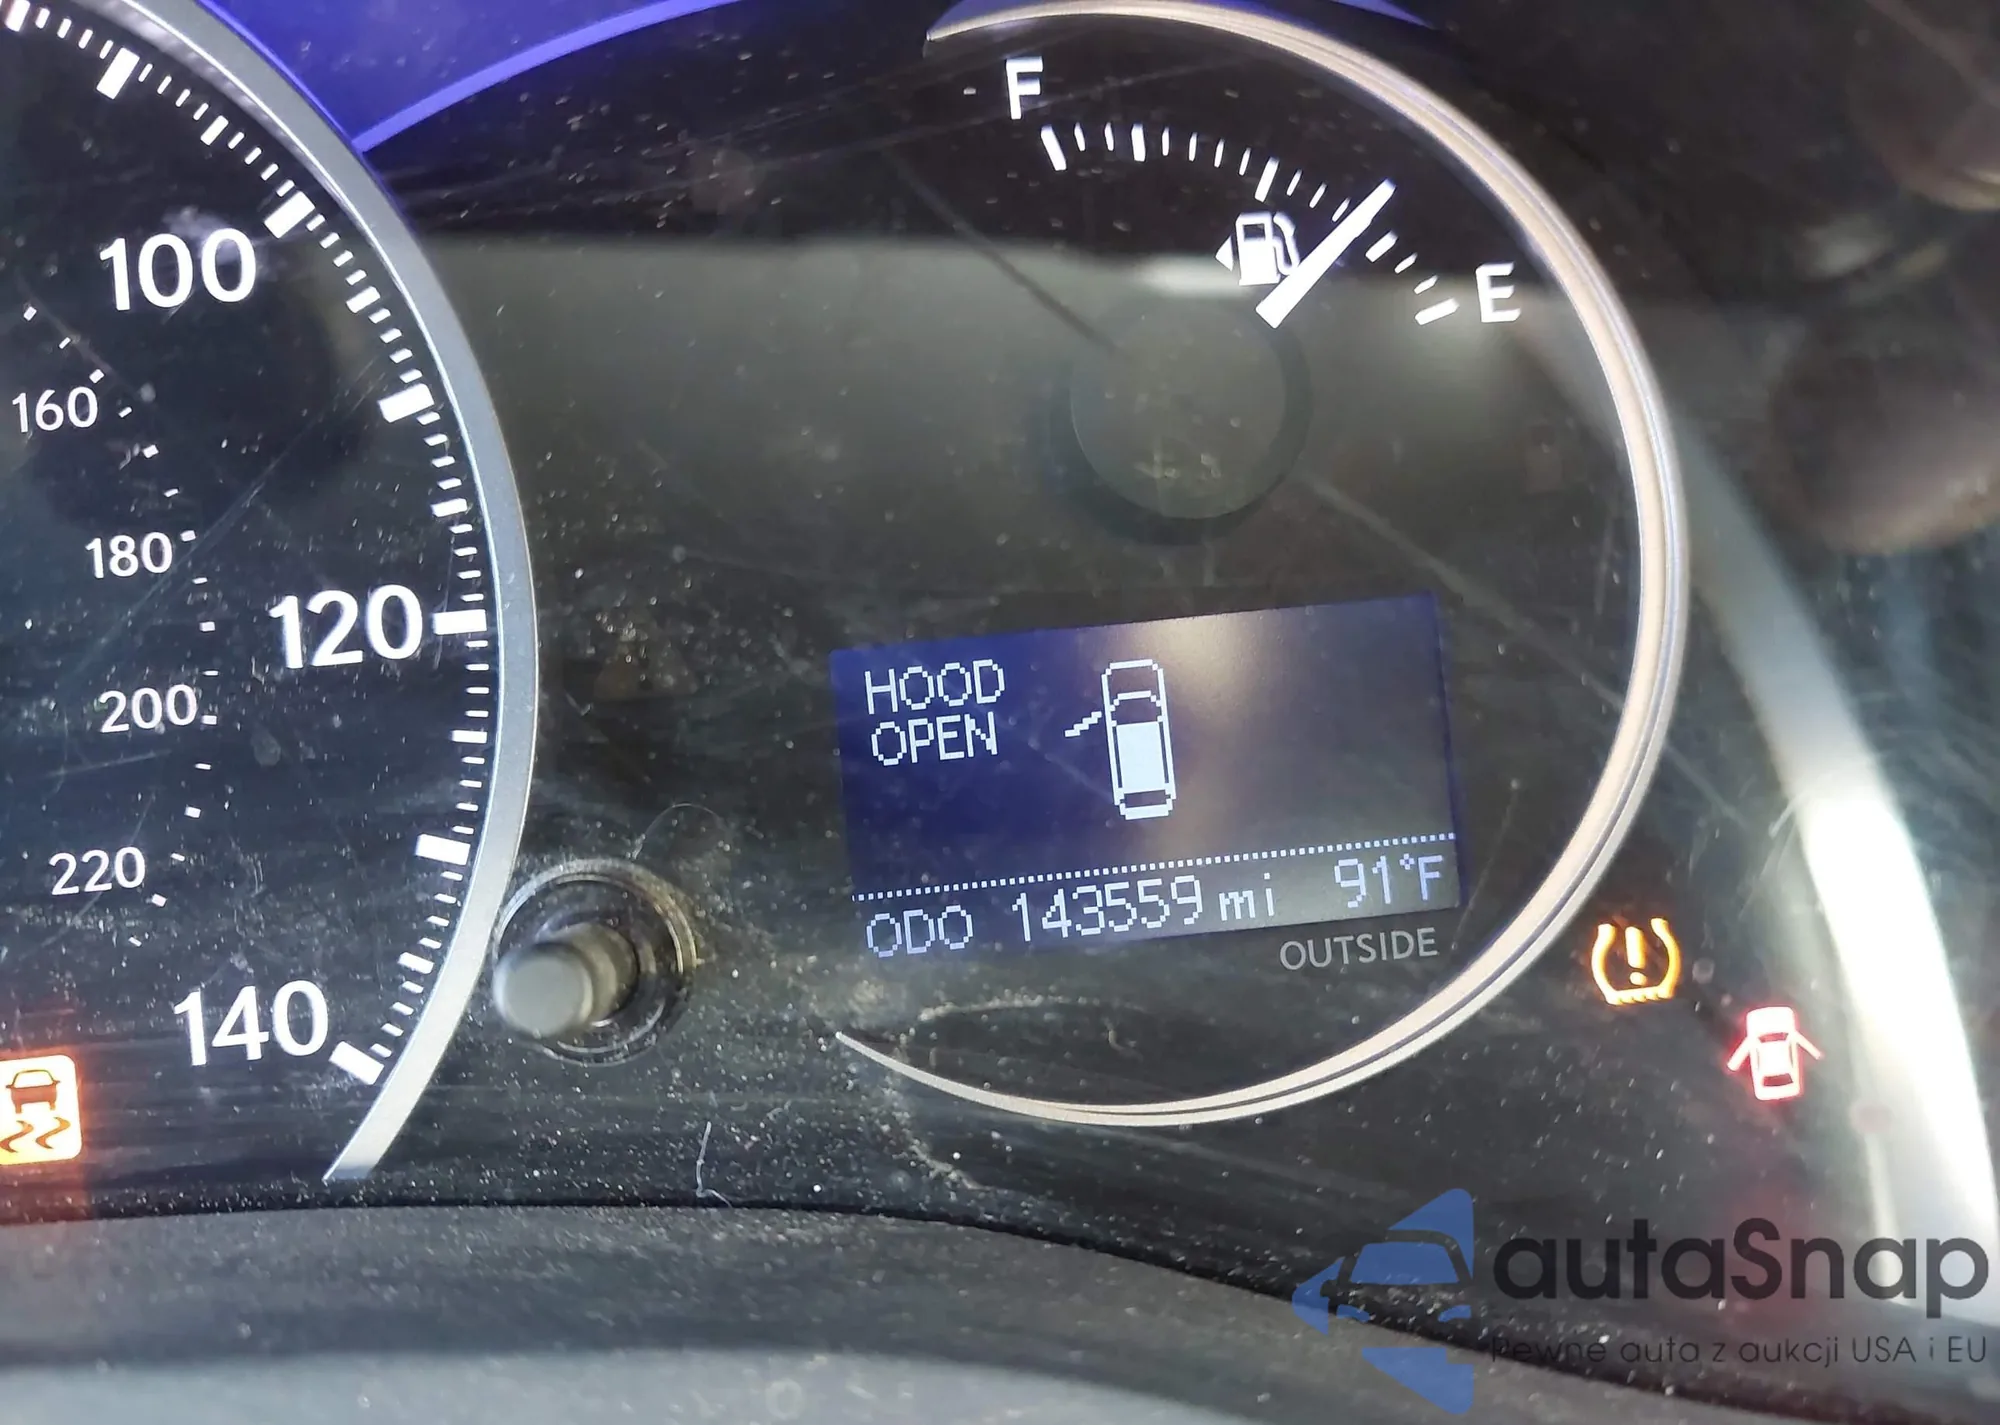 F
E
100
160
180
120
200
220
140
HOOD
OPEN
ODO 143559 mi 91°F
OUTSIDE
autaSnap
Pewne auta z aukcji USA i EU